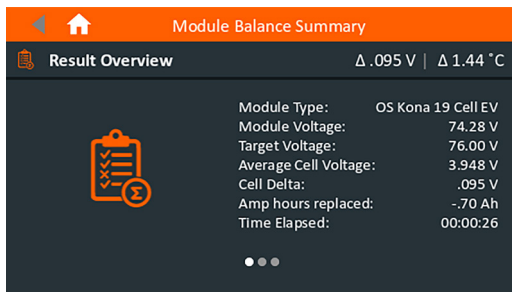 Module Balance Summary
Result Overview Δ .095 V | Δ 1.44 °C
Module Type: OS Kona 19 Cell EV
Module Voltage: 74.28 V
Target Voltage: 76.00 V
Average Cell Voltage: 3.948 V
Cell Delta: .095 V
Amp hours replaced: -.70 Ah
Time Elapsed: 00:00:26